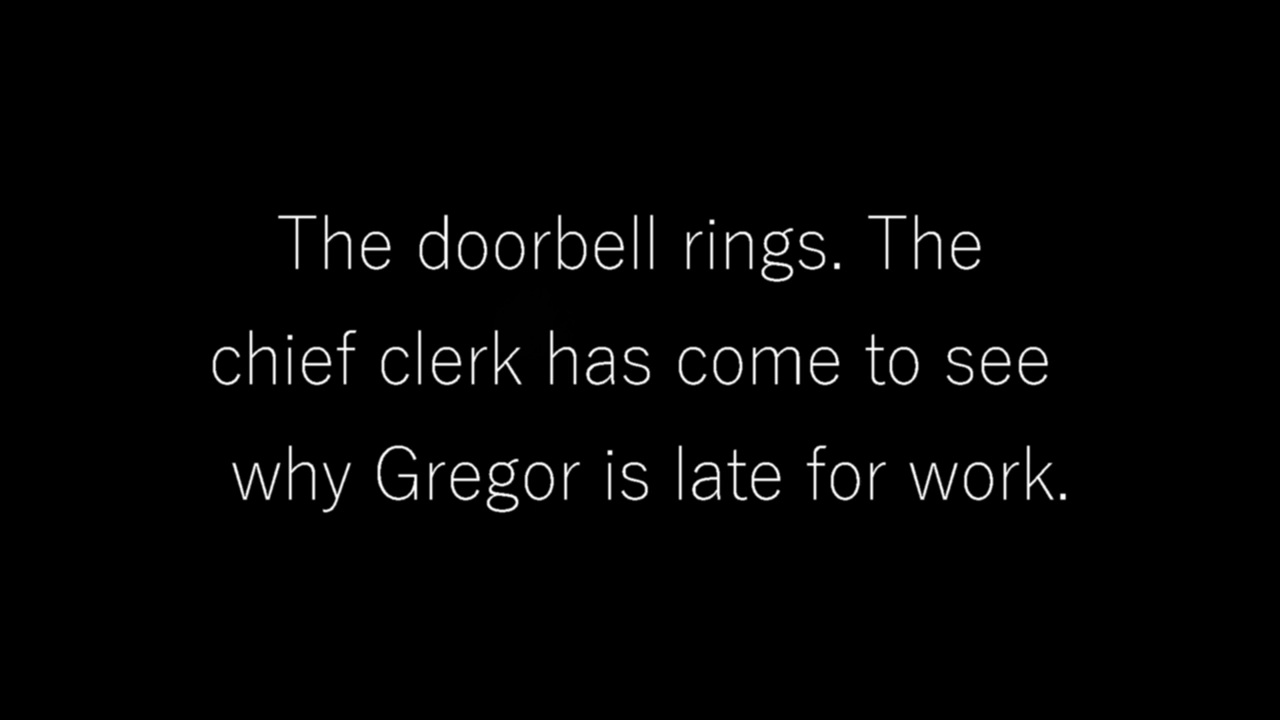 The doorbell rings. The
chief clerk has come to see
why Gregor is late for work.